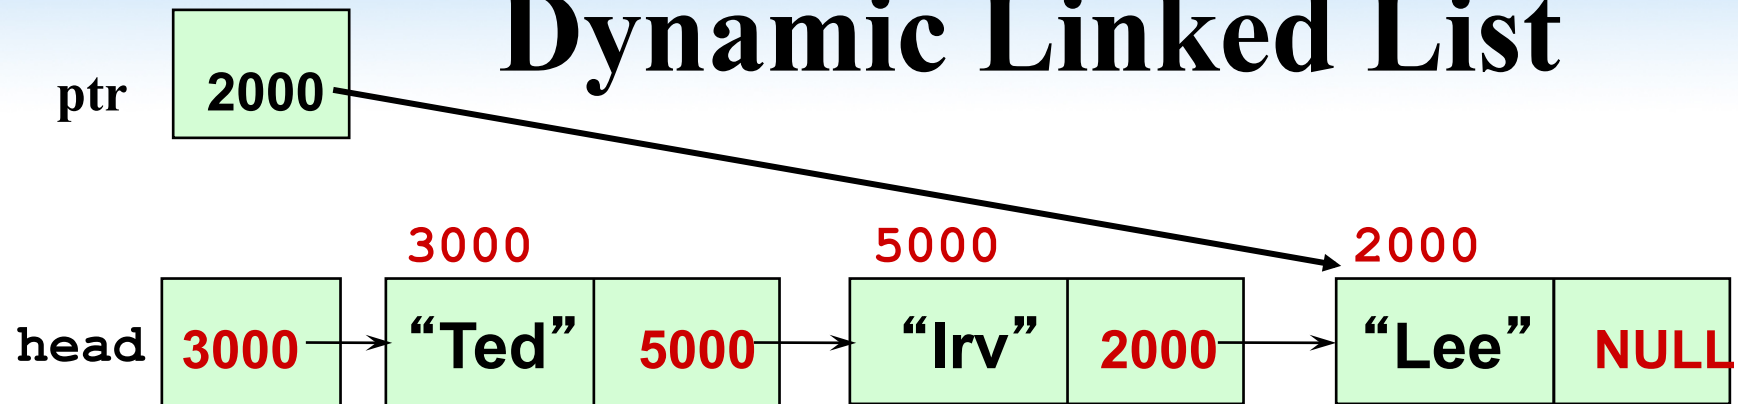 Dynamic Linked List
ptr 2000
3000 5000 2000
head 3000 “Ted” 5000 “Irv” 2000 “Lee” NULL